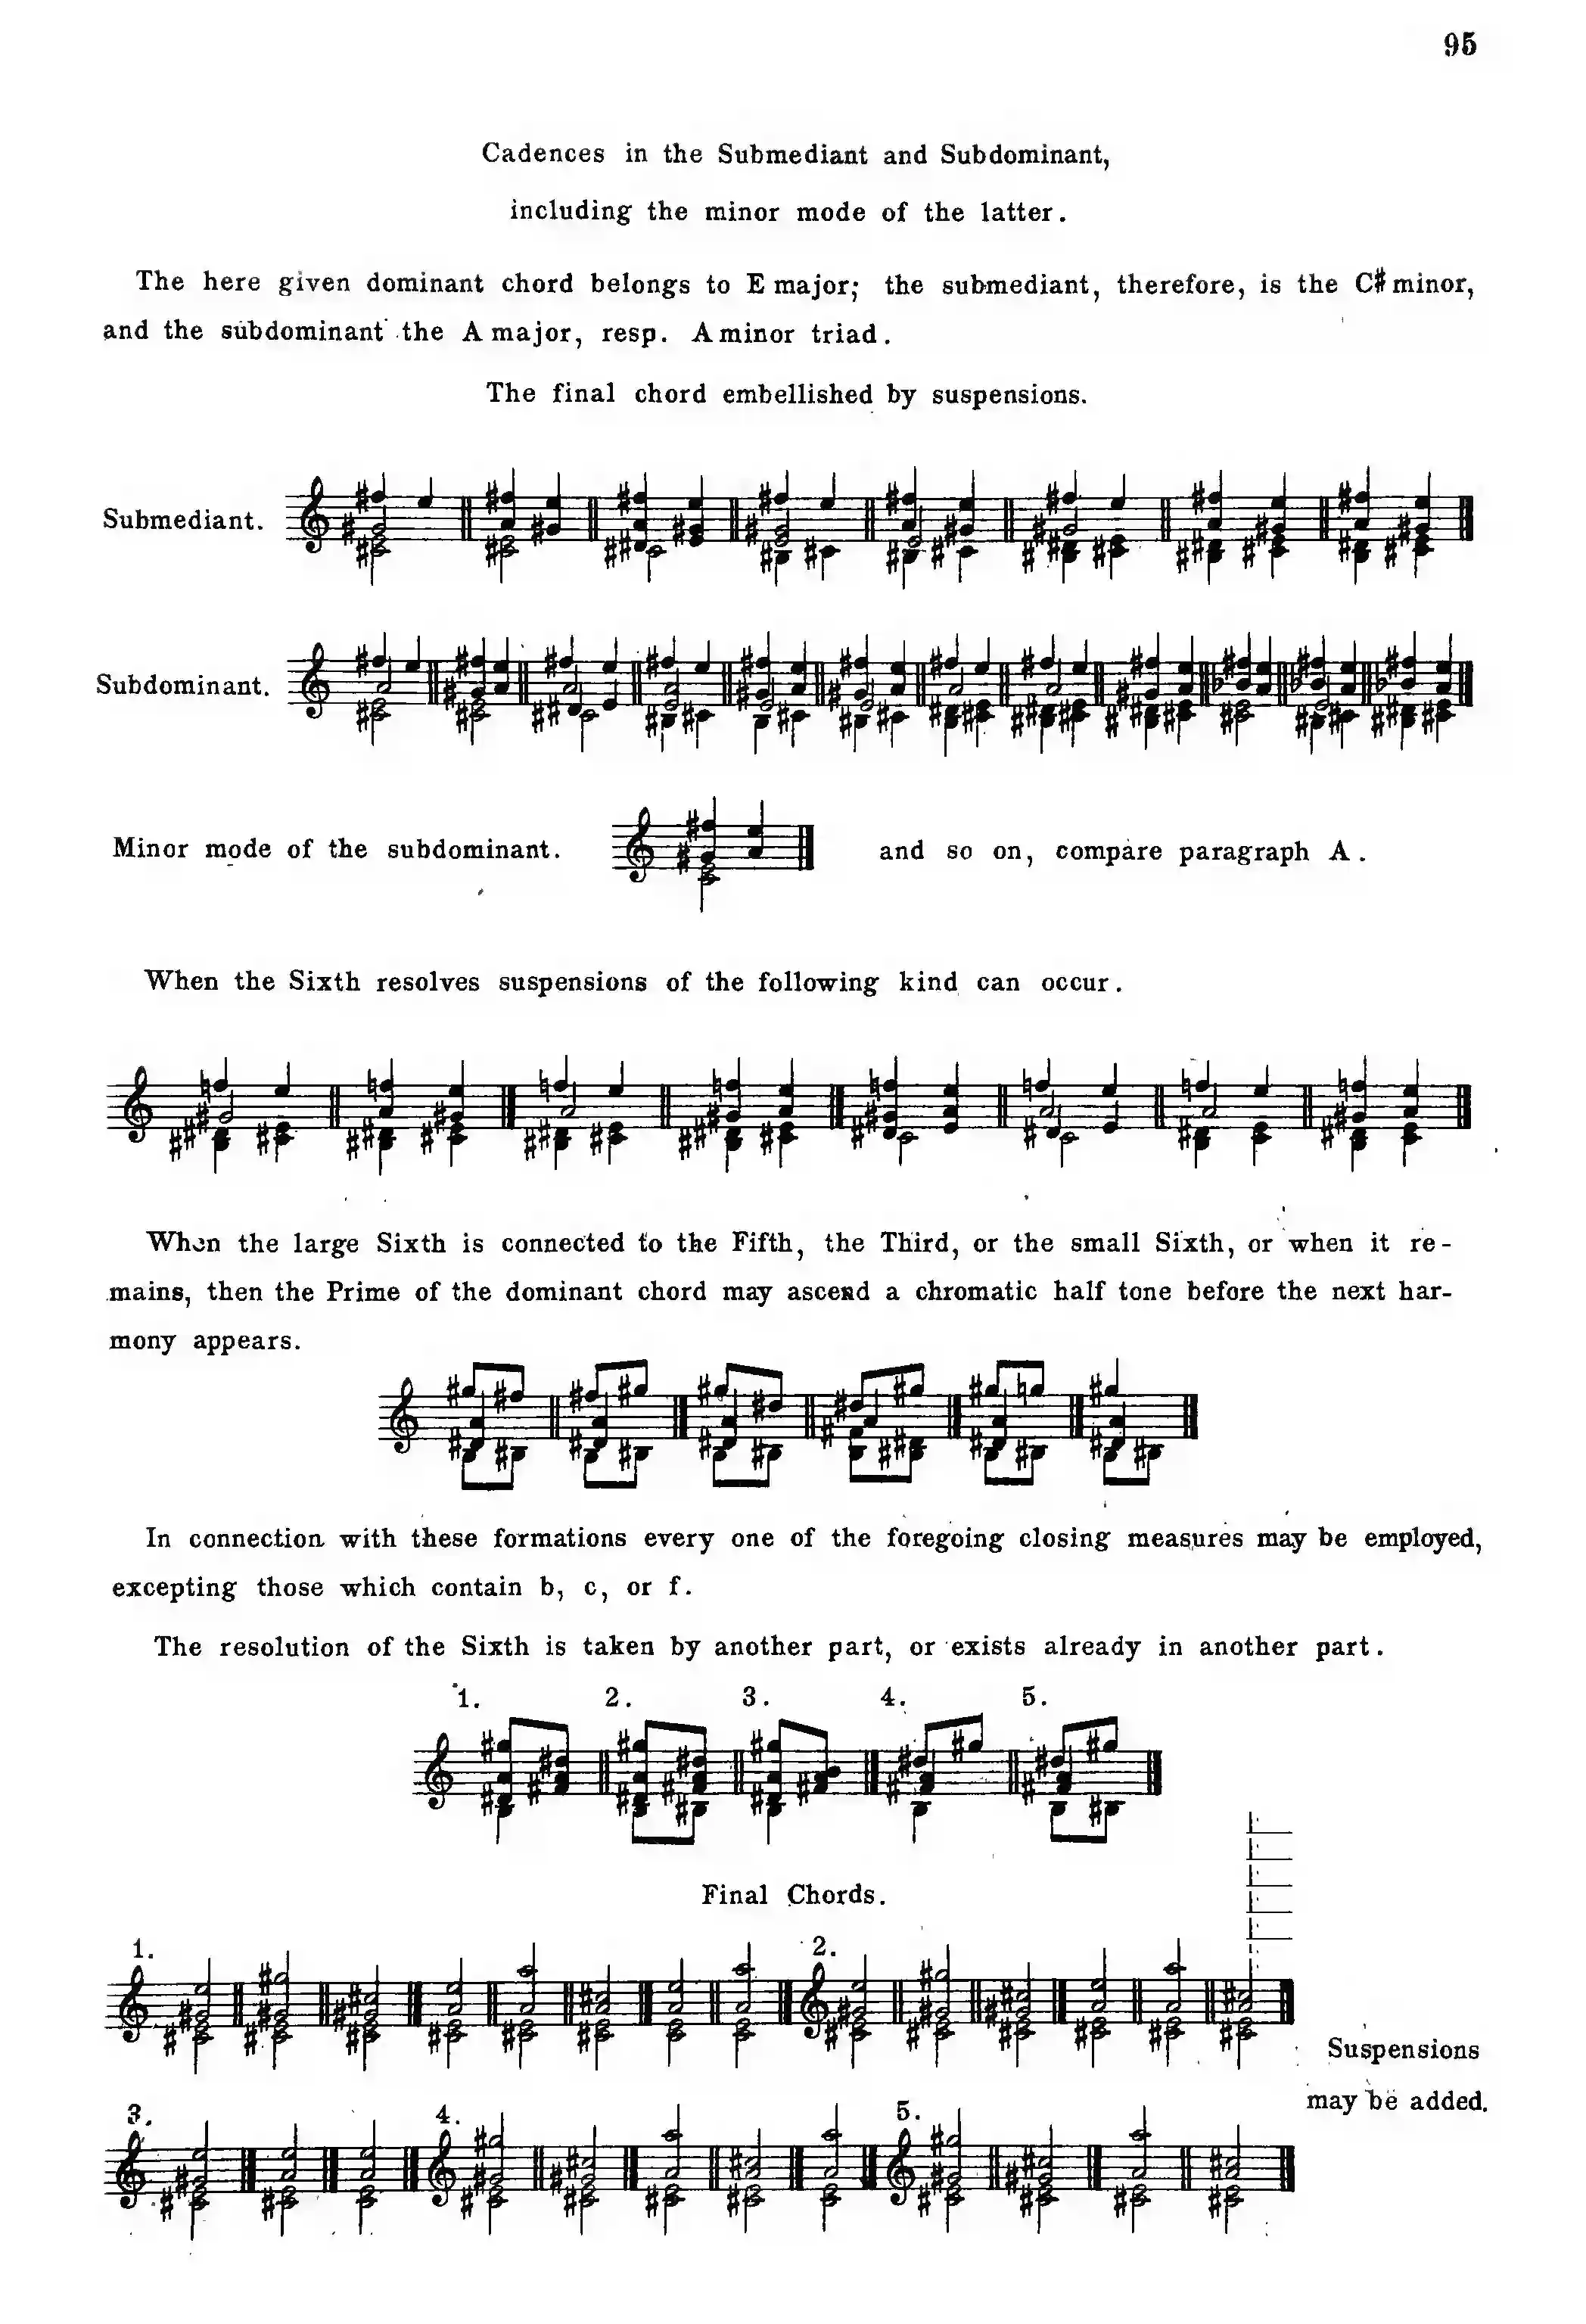 95
Cadences in the Submediant and Subdominant,
including the minor mode of the latter.
The here given dominant chord belongs to E major; the submediant, therefore, is the C♯ minor,
and the subdominant the A major, resp. A minor triad.
The final chord embellished by suspensions.
Submediant.
Subdominant.
Minor mode of the subdominant. and so on, compare paragraph A.
When the Sixth resolves suspensions of the following kind can occur.
When the large Sixth is connected to the Fifth, the Third, or the small Sixth, or when it re-
mains, then the Prime of the dominant chord may ascend a chromatic half tone before the next har-
mony appears.
In connection with these formations every one of the foregoing closing measures may be employed,
excepting those which contain b, c, or f.
The resolution of the Sixth is taken by another part, or exists already in another part.
1. 2. 3. 4. 5.
Final Chords.
1. 2.
Suspensions
may be added.
3. 4. 5.